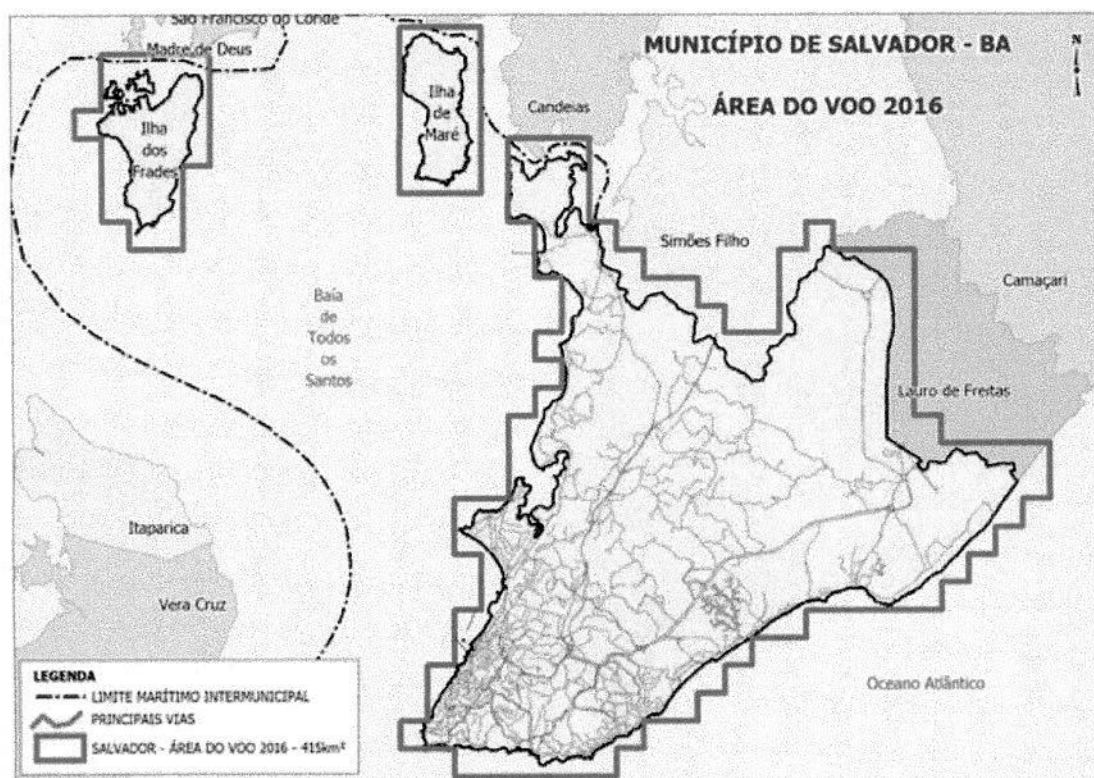 São Francisco do Conde
Madre de Deus
MUNICÍPIO DE SALVADOR - BA
N
ÁREA DO VOO 2016
Ilha
de
Maré
Candeias
Ilha
dos
Frades
Simões Filho
Camaçari
Baía
de
Todos
os
Santos
Lauro de Freitas
Itaparica
Vera Cruz
Oceano Atlântico
LEGENDA
LIMITE MARÍTIMO INTERMUNICIPAL
PRINCIPAIS VIAS
SALVADOR - ÁREA DO VOO 2016 - 415km²